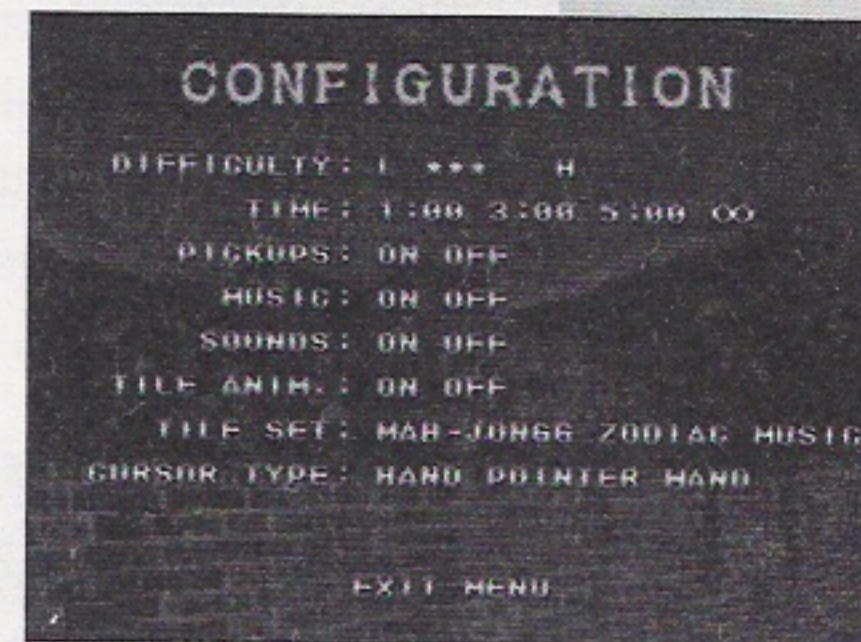 CONFIGURATION
DIFFICULTY: L *** H
TIME: 1:00 3:00 5:00 ∞
PICKUPS: ON OFF
MUSIC: ON OFF
SOUNDS: ON OFF
TILE ANIM.: ON OFF
TILE SET: MAH-JONGG ZODIAC MUSIC
CURSOR TYPE: HAND POINTER WAND
EXIT MENU